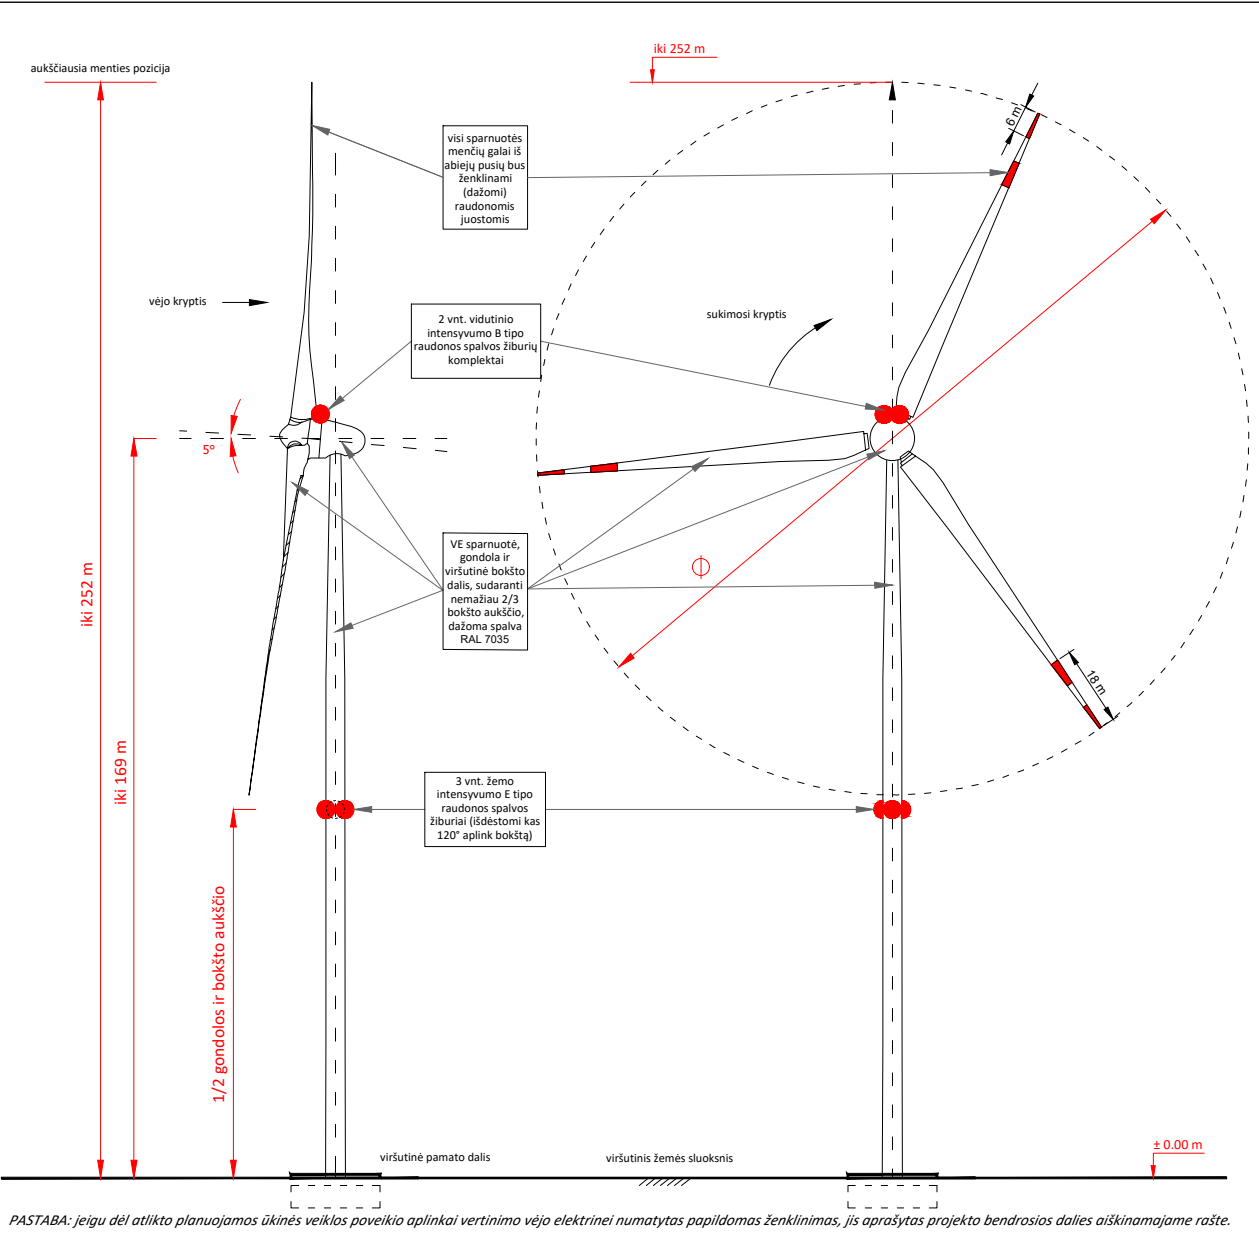 iki 252 m
aukščiausia menties pozicija
6 m
visi sparnuotės
menčių galai iš
abiejų pusių bus
ženklinami
(dažomi)
raudonomis
juostomis
vėjo kryptis
2 vnt. vidutinio
intensyvumo B tipo
raudonos spalvos žiburių
komplektai
sukimosi kryptis
5°
VE sparnuotė,
gondola ir
viršutinė bokšto
dalis, sudaranti
nemažiau 2/3
bokšto aukščio,
dažoma spalva
RAL 7035
iki 252 m
18 m
iki 169 m
3 vnt. žemo
intensyvumo E tipo
raudonos spalvos
žiburiai (išdėstomi kas
120° aplink bokštą)
1/2 gondolos ir bokšto aukščio
± 0.00 m
viršutinė pamato dalis
viršutinis žemės sluoksnis
PASTABA: jeigu dėl atlikto planuojamos ūkinės veiklos poveikio aplinkai vertinimo vėjo elektrinei numatytas papildomas ženklinimas, jis aprašytas projekto bendrosios dalies aiškinamajame rašte.